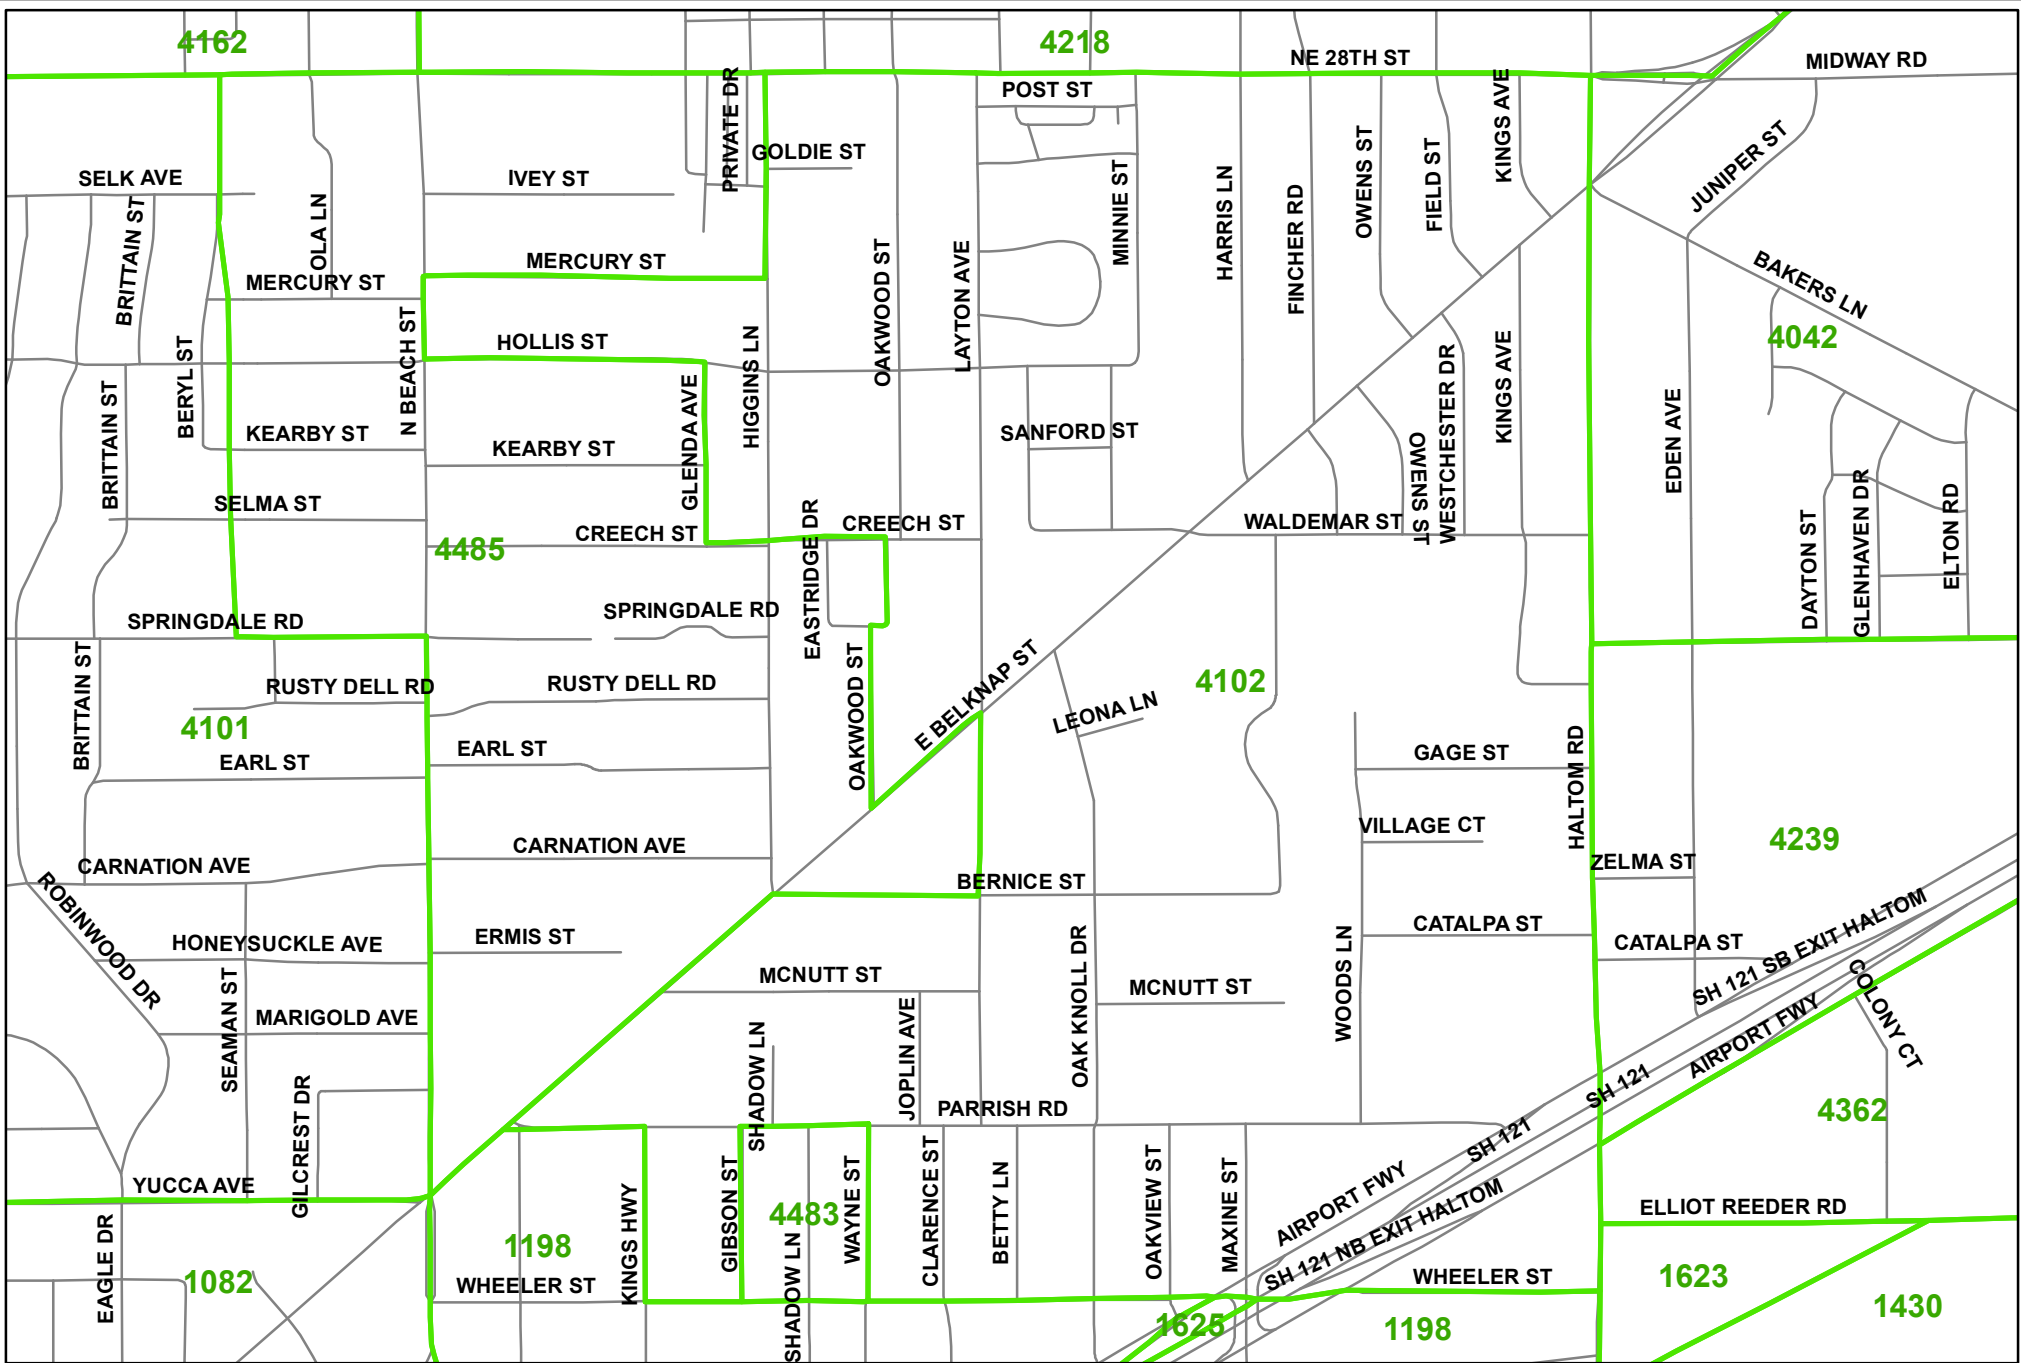 4162
4218
NE 28TH ST
MIDWAY RD
PRIVATE DR
POST ST
KINGS AVE
GOLDIE ST
OWENS ST
FIELD ST
JUNIPER ST
SELK AVE
IVEY ST
BRITTAIN ST
OLA LN
MINNIE ST
HARRIS LN
FINCHER RD
OAKWOOD ST
LAYTON AVE
MERCURY ST
MERCURY ST
BAKERS LN
4042
N BEACH ST
HOLLIS ST
HIGGINS LN
BERYL ST
BRITTAIN ST
GLENDA AVE
KINGS AVE
WESTCHESTER DR
OWENS ST
EDEN AVE
KEARBY ST
KEARBY ST
SANFORD ST
SELMA ST
CREECH ST
CREECH ST
EASTRIDGE DR
WALDEMAR ST
DAYTON ST
GLENHAVEN DR
ELTON RD
4485
SPRINGDALE RD
SPRINGDALE RD
BRITTAIN ST
RUSTY DELL RD
RUSTY DELL RD
OAKWOOD ST
E BELKNAP ST
4102
LEONA LN
4101
EARL ST
EARL ST
GAGE ST
HALTOM RD
VILLAGE CT
4239
CARNATION AVE
CARNATION AVE
ZELMA ST
BERNICE ST
ROBINWOOD DR
HONEYSUCKLE AVE
ERMIS ST
CATALPA ST
CATALPA ST
SH 121 SB EXIT HALTOM
WOODS LN
OAK KNOLL DR
MCNUTT ST
MCNUTT ST
COLONY CT
SEAMAN ST
MARIGOLD AVE
AIRPORT FWY
SHADOW LN
JOPLIN AVE
SH 121
PARRISH RD
4362
GILCREST DR
SH 121
YUCCA AVE
GIBSON ST
WAYNE ST
CLARENCE ST
BETTY LN
OAKVIEW ST
MAXINE ST
AIRPORT FWY
ELLIOT REEDER RD
4483
KINGS HWY
EAGLE DR
1198
SH 121 NB EXIT HALTOM
1082
WHEELER ST
WHEELER ST
1623
SHADOW LN
1430
1625
1198